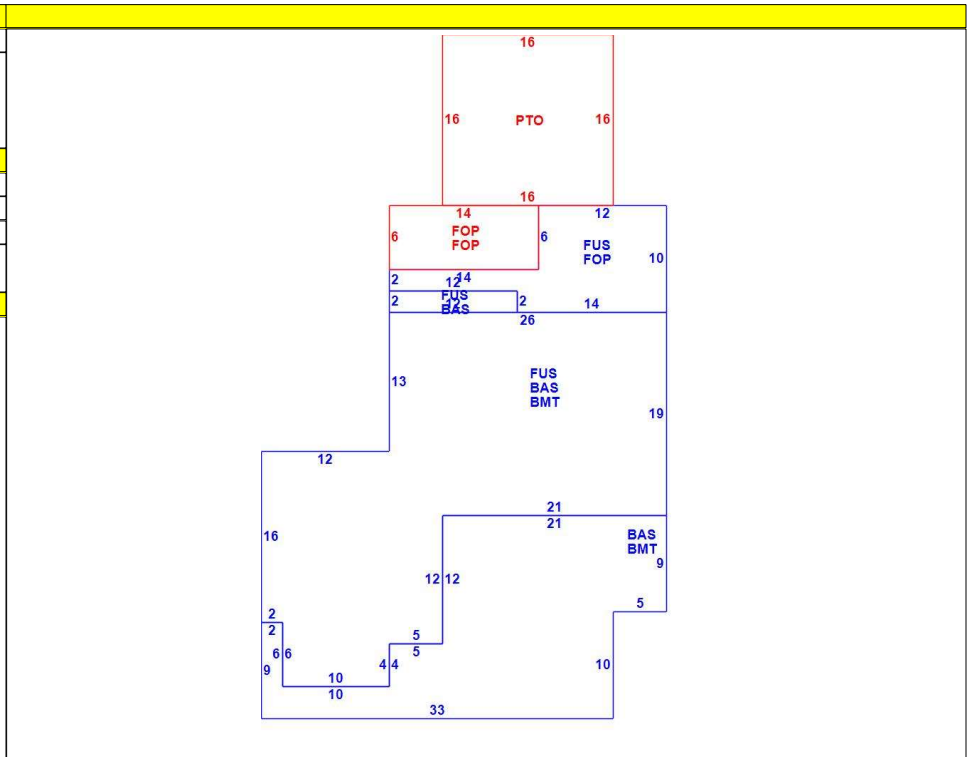 16
16 PTO 16
16
14 12
6 FOP 6 FUS
FOP FOP 10
2 12 14
2 FUS 12 2 14
BAS
26
13 FUS
BAS
BMT 19
12
21
21
16 BAS
BMT
9
12 12
5
2
2
5
6 6 4 4 10
9
10
10
33